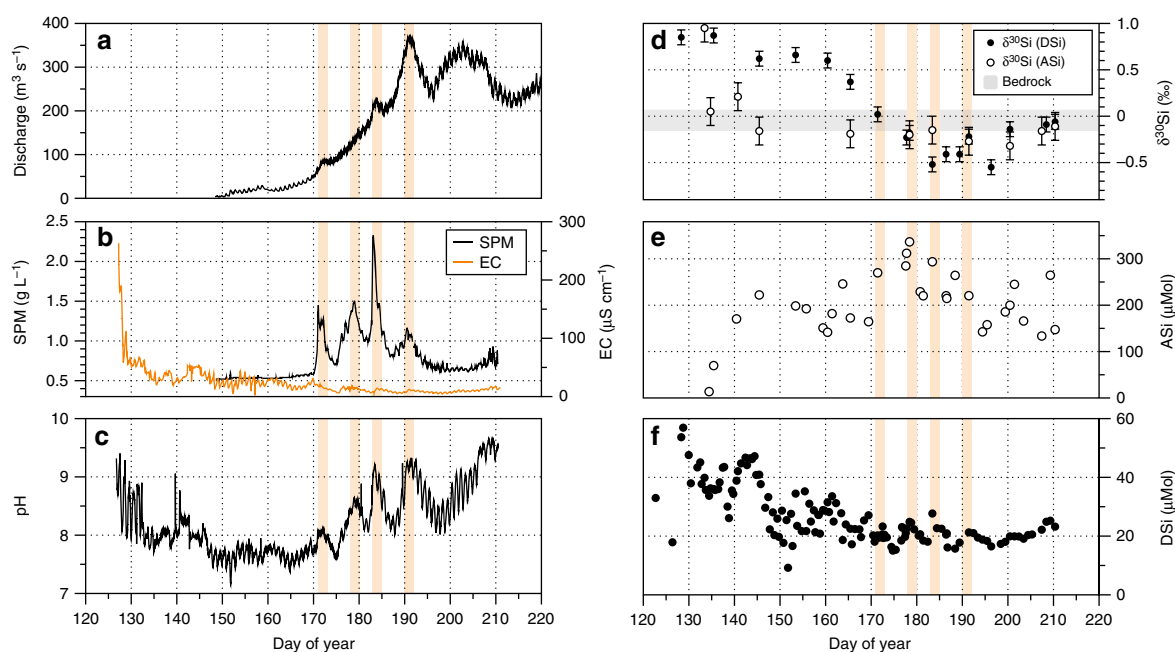 a
400
300
200
100
0
Discharge (m³ s⁻¹)
b
2.5
2.0
1.5
1.0
0.5
SPM (g L⁻¹)
SPM
EC
300
200
100
0
EC (µS cm⁻¹)
c
10
9
8
7
pH
120 130 140 150 160 170 180 190 200 210 220
Day of year
d
δ³⁰Si (DSi)
δ³⁰Si (ASi)
Bedrock
1.0
0.5
0
−0.5
δ³⁰Si (‰)
e
300
200
100
0
ASi (µMol)
f
60
40
20
0
DSi (µMol)
120 130 140 150 160 170 180 190 200 210 220
Day of year